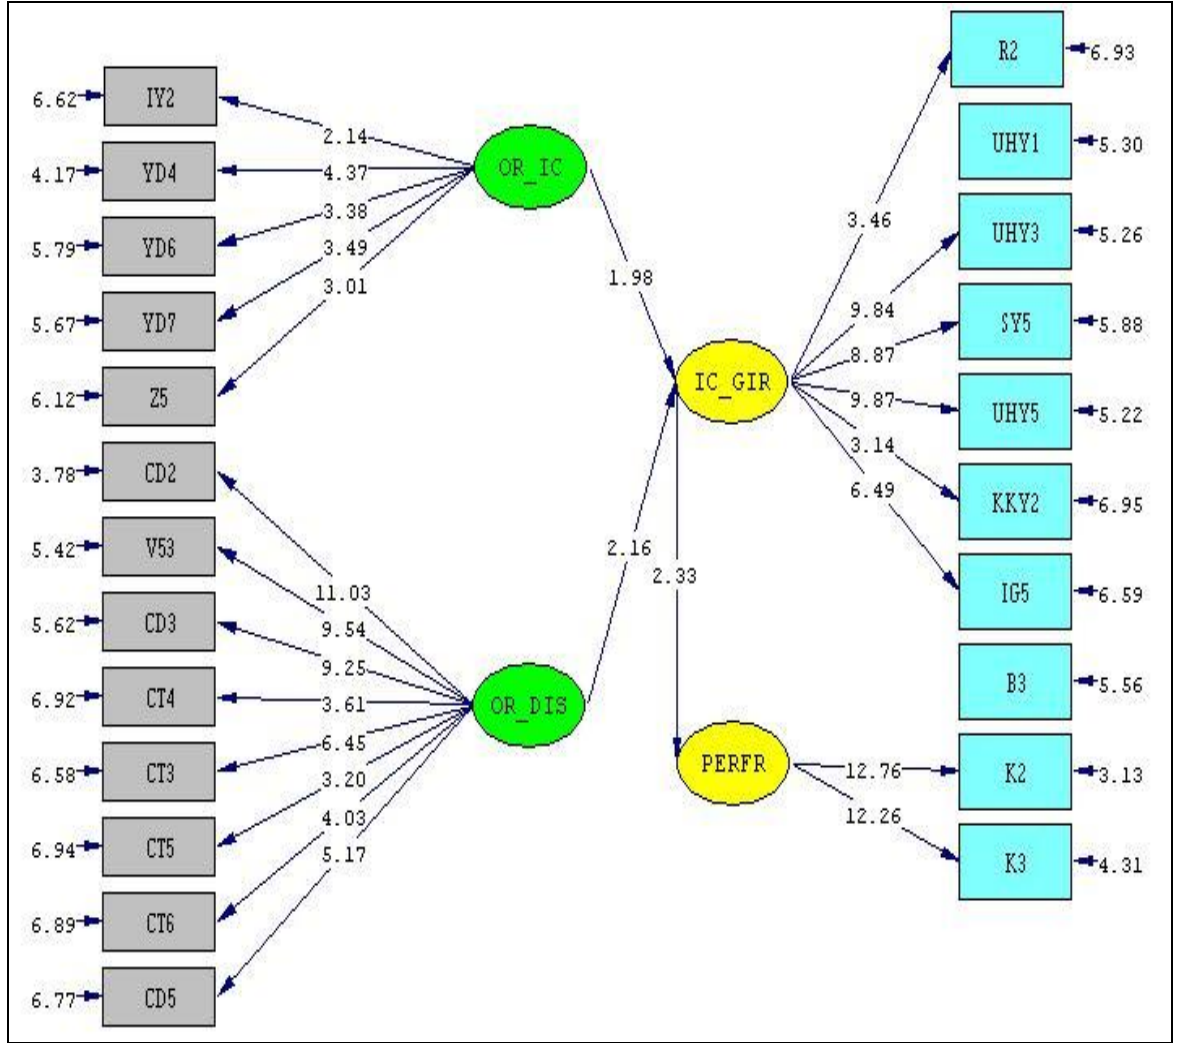 6.62 IY2
4.17 YD4
5.79 YD6
5.67 YD7
6.12 Z5
3.78 CD2
5.42 V53
5.62 CD3
6.92 CT4
6.58 CT3
6.94 CT5
6.89 CT6
6.77 CD5
2.14
4.37
3.38
3.49
3.01
11.03
9.54
9.25
3.61
6.45
3.20
4.03
5.17
OR_IC
OR_DIS
1.98
2.16
2.33
IC_GIR
PERFR
3.46
9.84
8.87
9.87
3.14
6.49
12.76
12.26
R2 6.93
UHY1 5.30
UHY3 5.26
SY5 5.88
UHY5 5.22
KKY2 6.95
IG5 6.59
B3 5.56
K2 3.13
K3 4.31